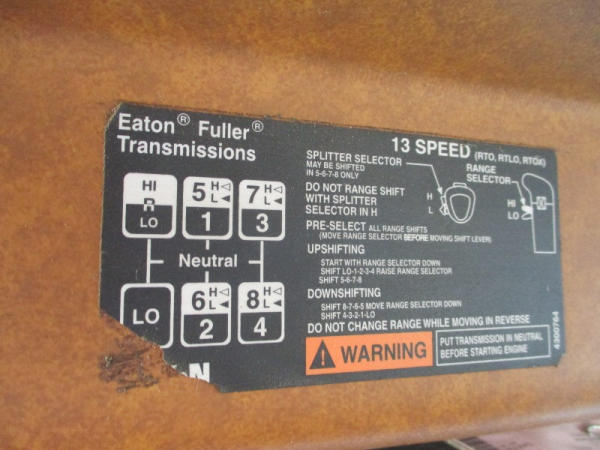 Eaton® Fuller®
Transmissions
HI
R
LO
5 H
L
1
7 H
L
3
Neutral
LO
6 H
L
2
8 H
L
4
13 SPEED (RTO, RTLO, RTOX)
SPLITTER SELECTOR
MAY BE SHIFTED
IN 5-6-7-8 ONLY
RANGE
SELECTOR
H
L
HI
LO
DO NOT RANGE SHIFT
WITH SPLITTER
SELECTOR IN H
PRE-SELECT ALL RANGE SHIFTS
(MOVE RANGE SELECTOR BEFORE MOVING SHIFT LEVER)
UPSHIFTING
START WITH RANGE SELECTOR DOWN
SHIFT LO-1-2-3-4 RAISE RANGE SELECTOR
SHIFT 5-6-7-8
DOWNSHIFTING
SHIFT 8-7-6-5 MOVE RANGE SELECTOR DOWN
SHIFT 4-3-2-1-LO
DO NOT CHANGE RANGE WHILE MOVING IN REVERSE
WARNING
PUT TRANSMISSION IN NEUTRAL
BEFORE STARTING ENGINE
4300764
N